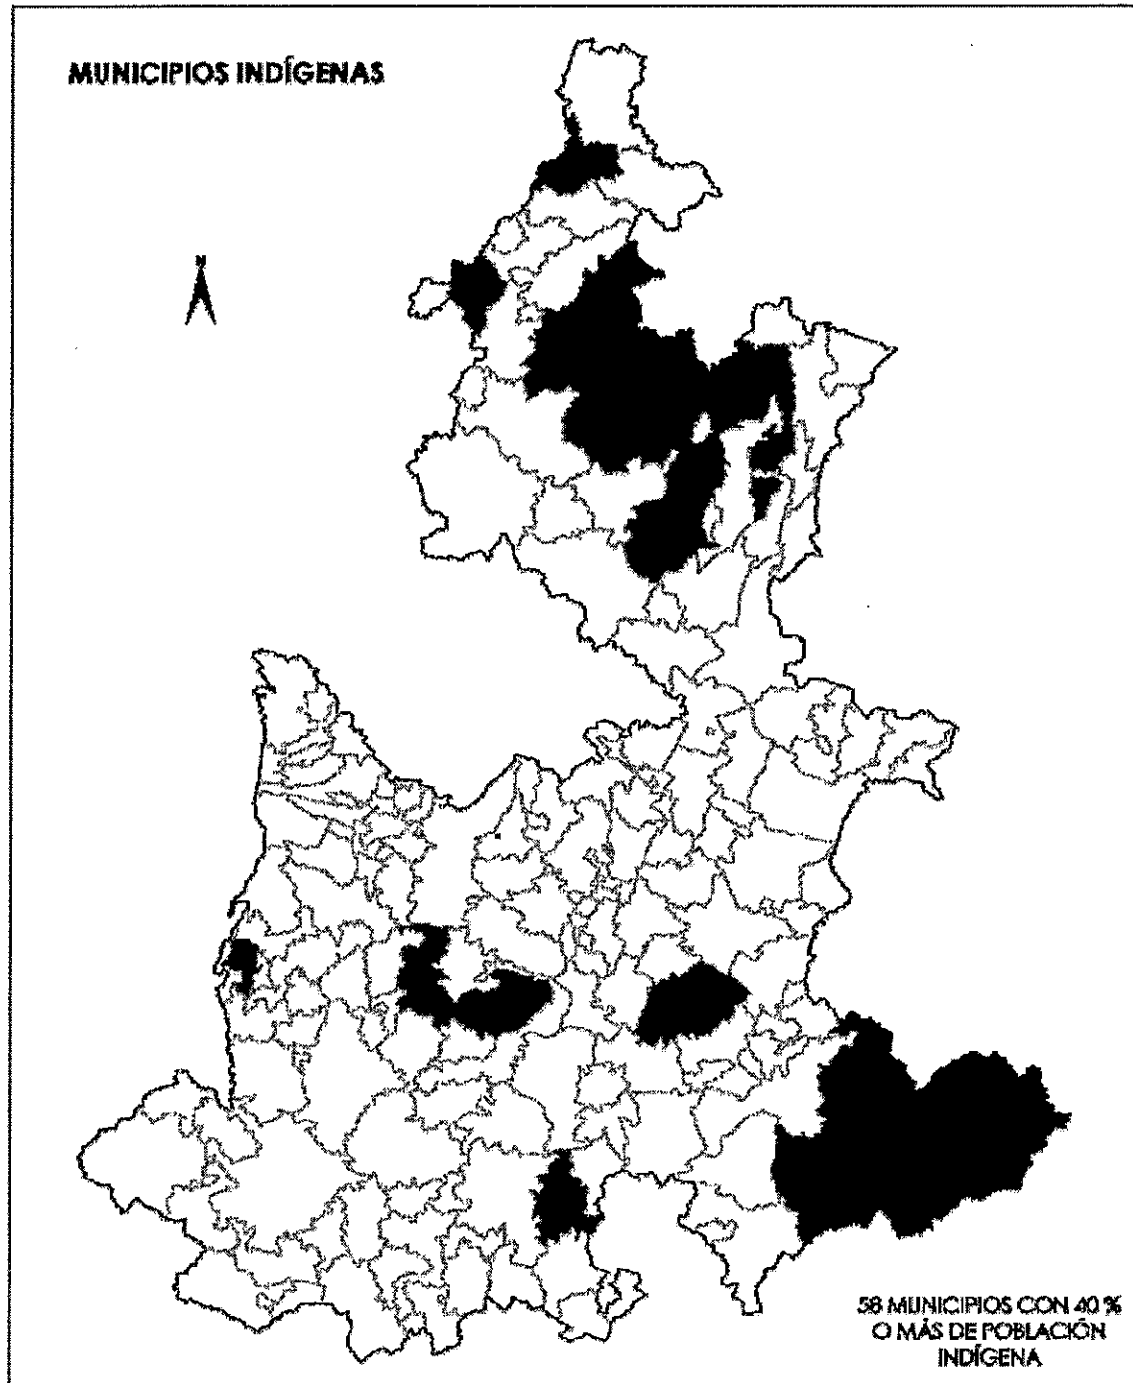 MUNICIPIOS INDÍGENAS
N
58 MUNICIPIOS CON 40 %
O MÁS DE POBLACIÓN
INDÍGENA